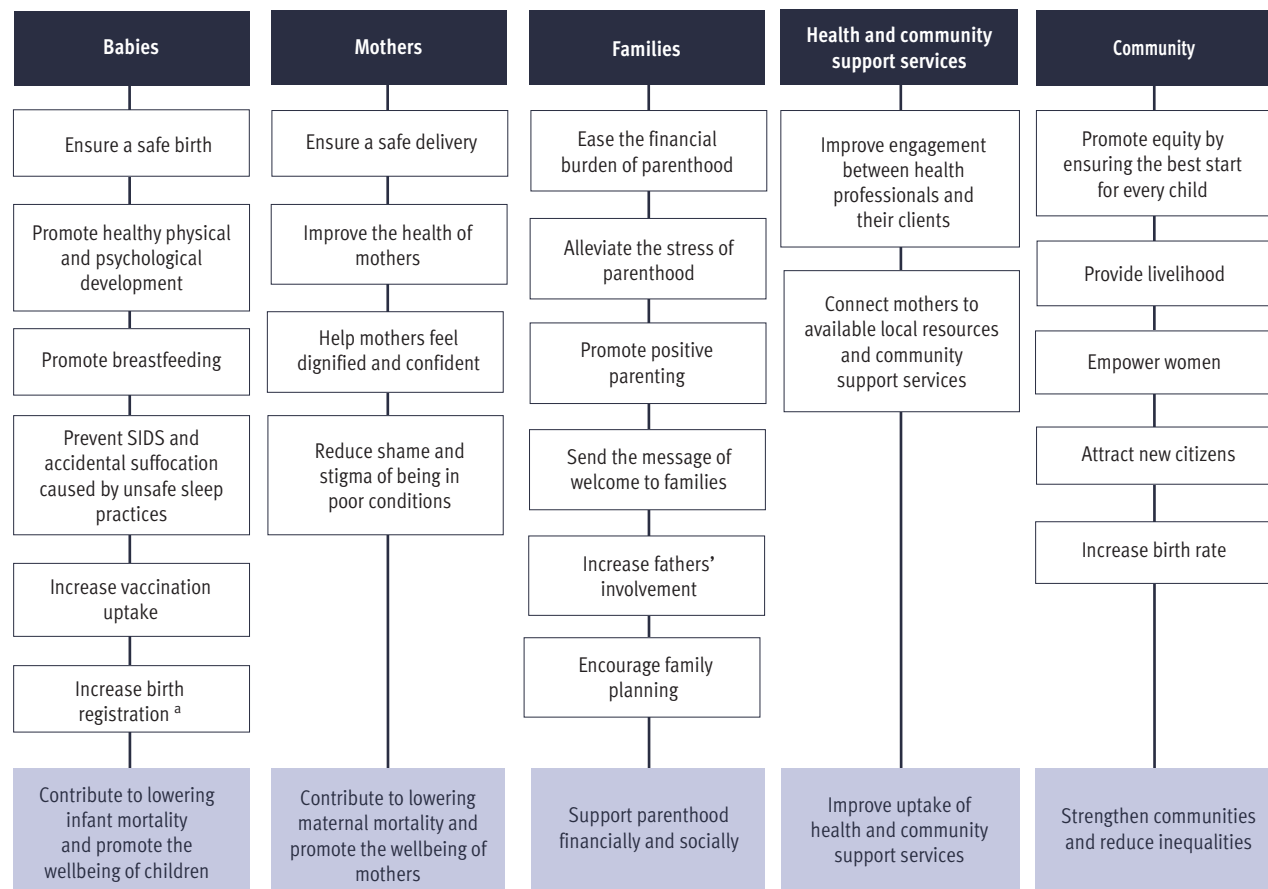 Babies
Ensure a safe birth
Promote healthy physical
and psychological
development
Promote breastfeeding
Prevent SIDS and
accidental suffocation
caused by unsafe sleep
practices
Increase vaccination
uptake
Increase birth
registration a
Contribute to lowering
infant mortality
and promote the
wellbeing of children
Mothers
Ensure a safe delivery
Improve the health of
mothers
Help mothers feel
dignified and confident
Reduce shame and
stigma of being in
poor conditions
Contribute to lowering
maternal mortality and
promote the wellbeing of
mothers
Families
Ease the financial
burden of parenthood
Alleviate the stress of
parenthood
Promote positive
parenting
Send the message of
welcome to families
Increase fathers'
involvement
Encourage family
planning
Support parenthood
financially and socially
Health and community
support services
Improve engagement
between health
professionals and
their clients
Connect mothers to
available local resources
and community
support services
Improve uptake of
health and community
support services
Community
Promote equity by
ensuring the best start
for every child
Provide livelihood
Empower women
Attract new citizens
Increase birth rate
Strengthen communities
and reduce inequalities